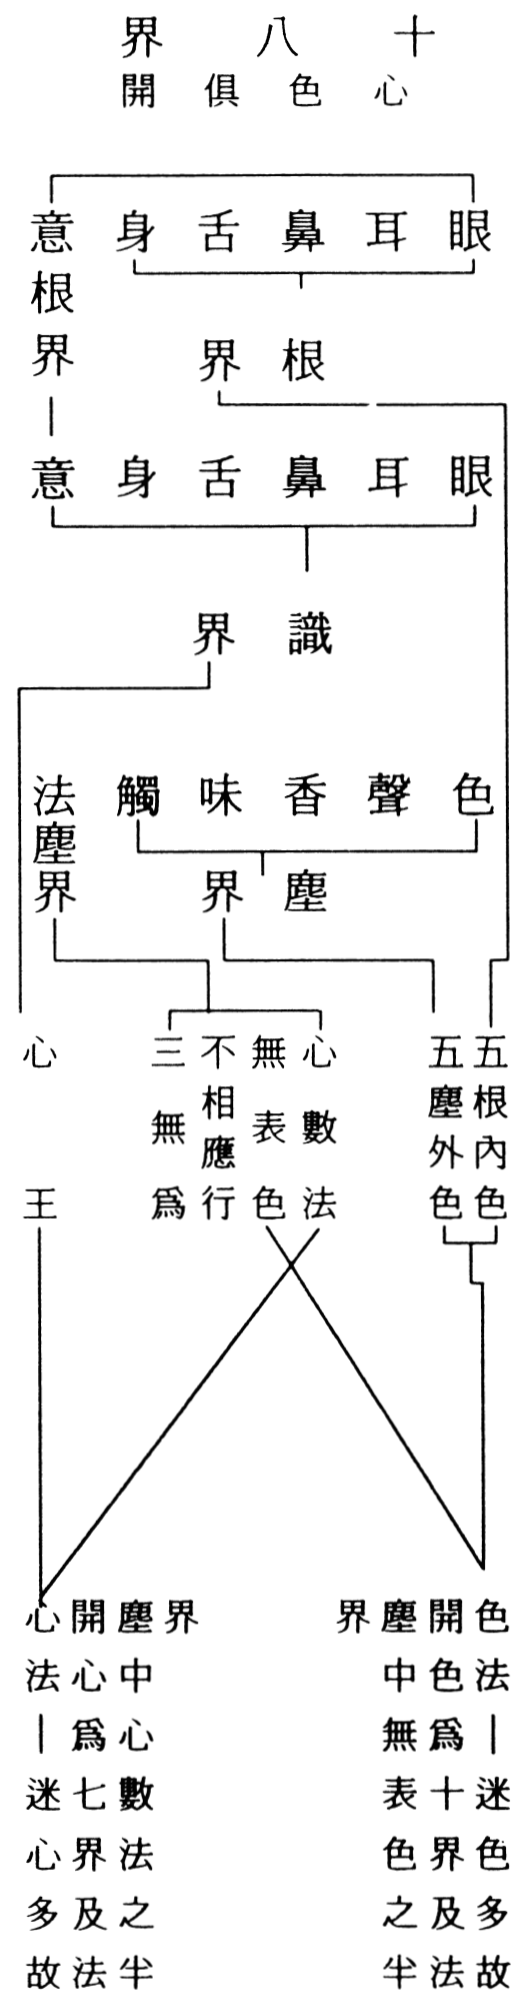 十八界
心色俱開
眼耳鼻舌身意根界
根界
眼耳鼻舌身意
識界
色聲香味觸法塵界
塵界
五根內色
五塵外色
心數法
無表色
不相應行
三無爲
心王
色法—迷色多故
開色爲十界及法
塵中無表色之半
界
界
塵中心數法之半
開心爲七界及法
心法—迷心多故